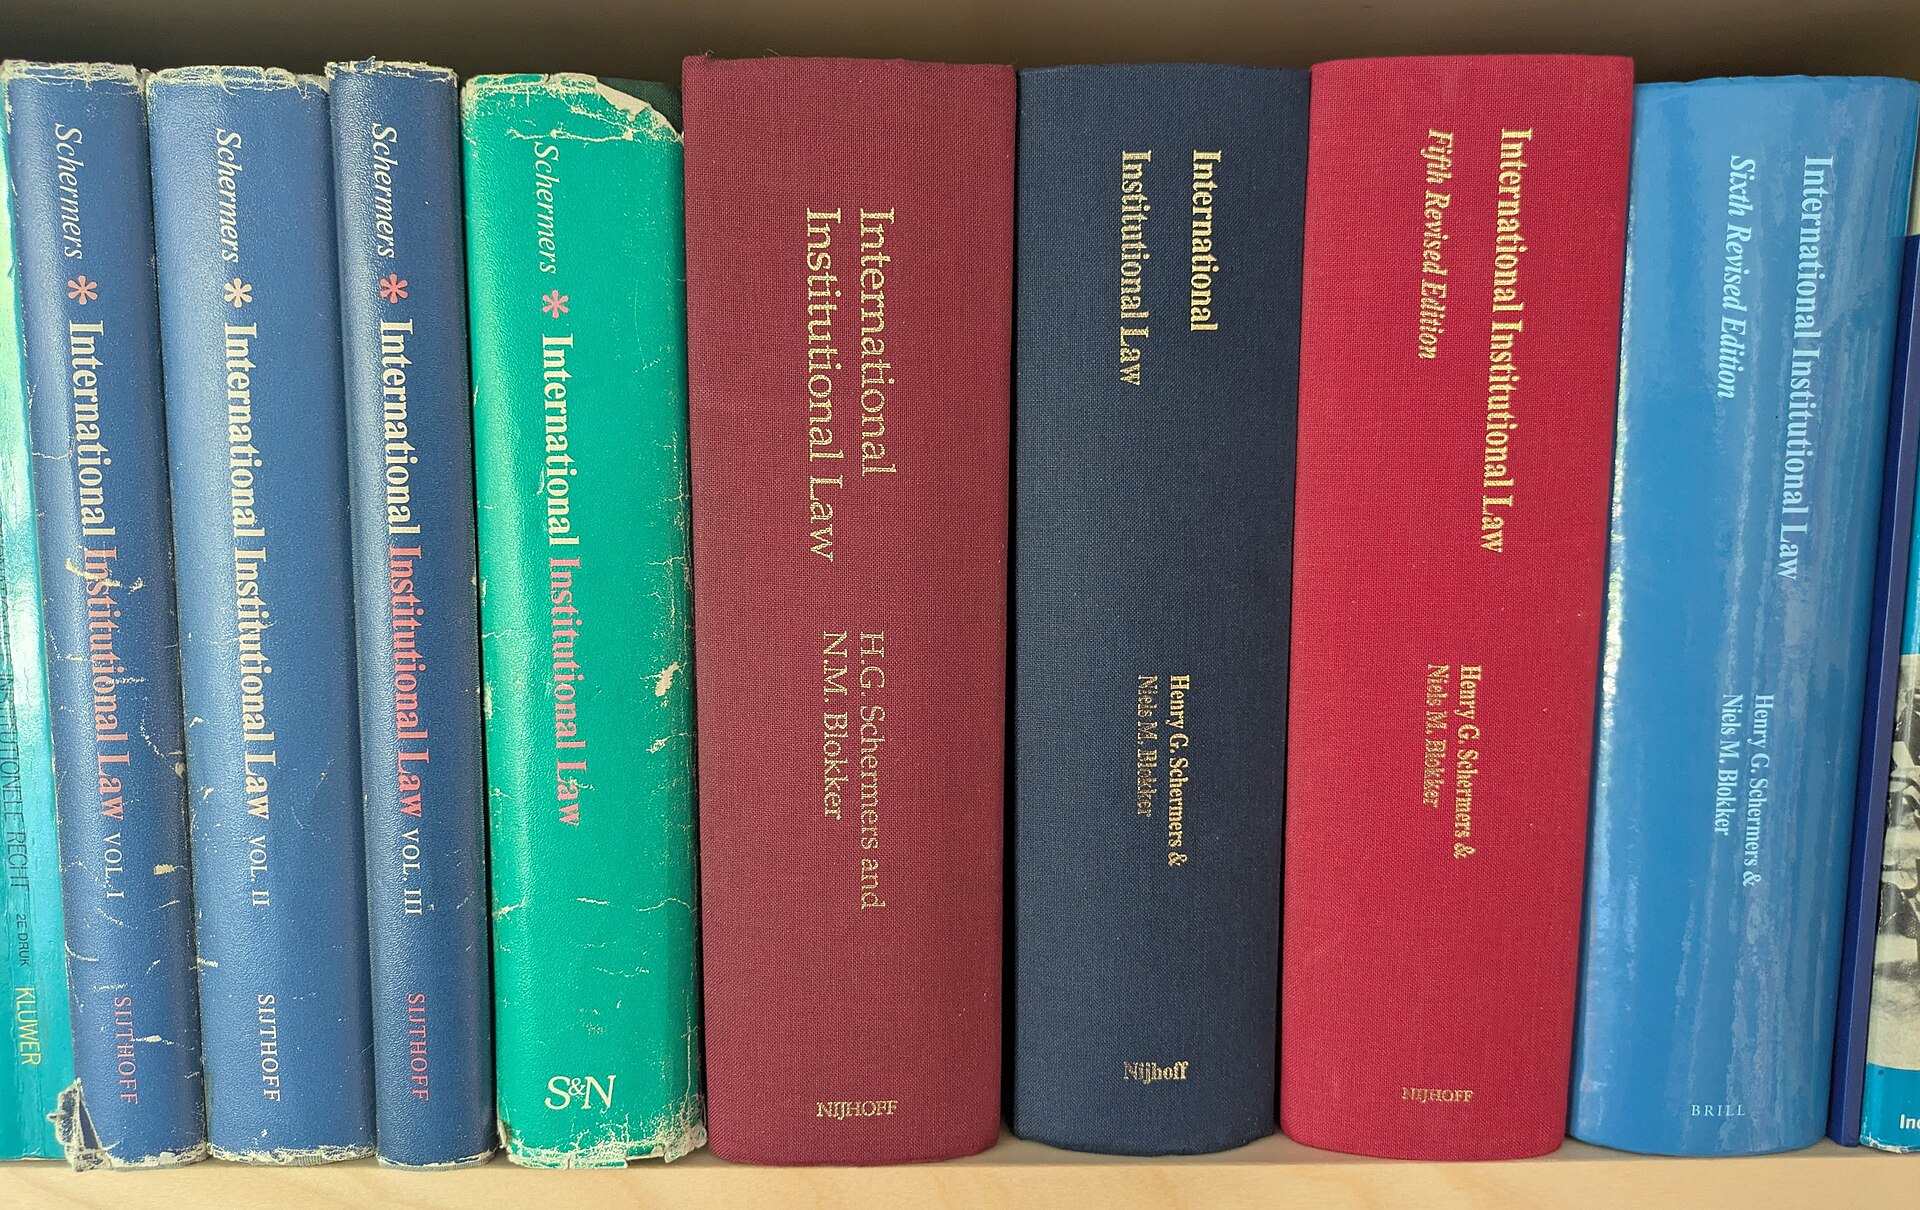 INSTITUTIONELE RECHT 2E DRUK KLUWER
Schermers * International Institutional Law VOL. I SIJTHOFF
Schermers * International Institutional Law VOL. II SIJTHOFF
Schermers * International Institutional Law VOL. III SIJTHOFF
Schermers * International Institutional Law S&N
International
Institutional Law
H.G. Schermers and
N.M. Blokker
NIJHOFF
International
Institutional Law
Henry G. Schermers &
Niels M. Blokker
Nijhoff
International Institutional Law
Fifth Revised Edition
Henry G. Schermers &
Niels M. Blokker
NIJHOFF
International Institutional Law
Sixth Revised Edition
Henry G. Schermers &
Niels M. Blokker
BRILL